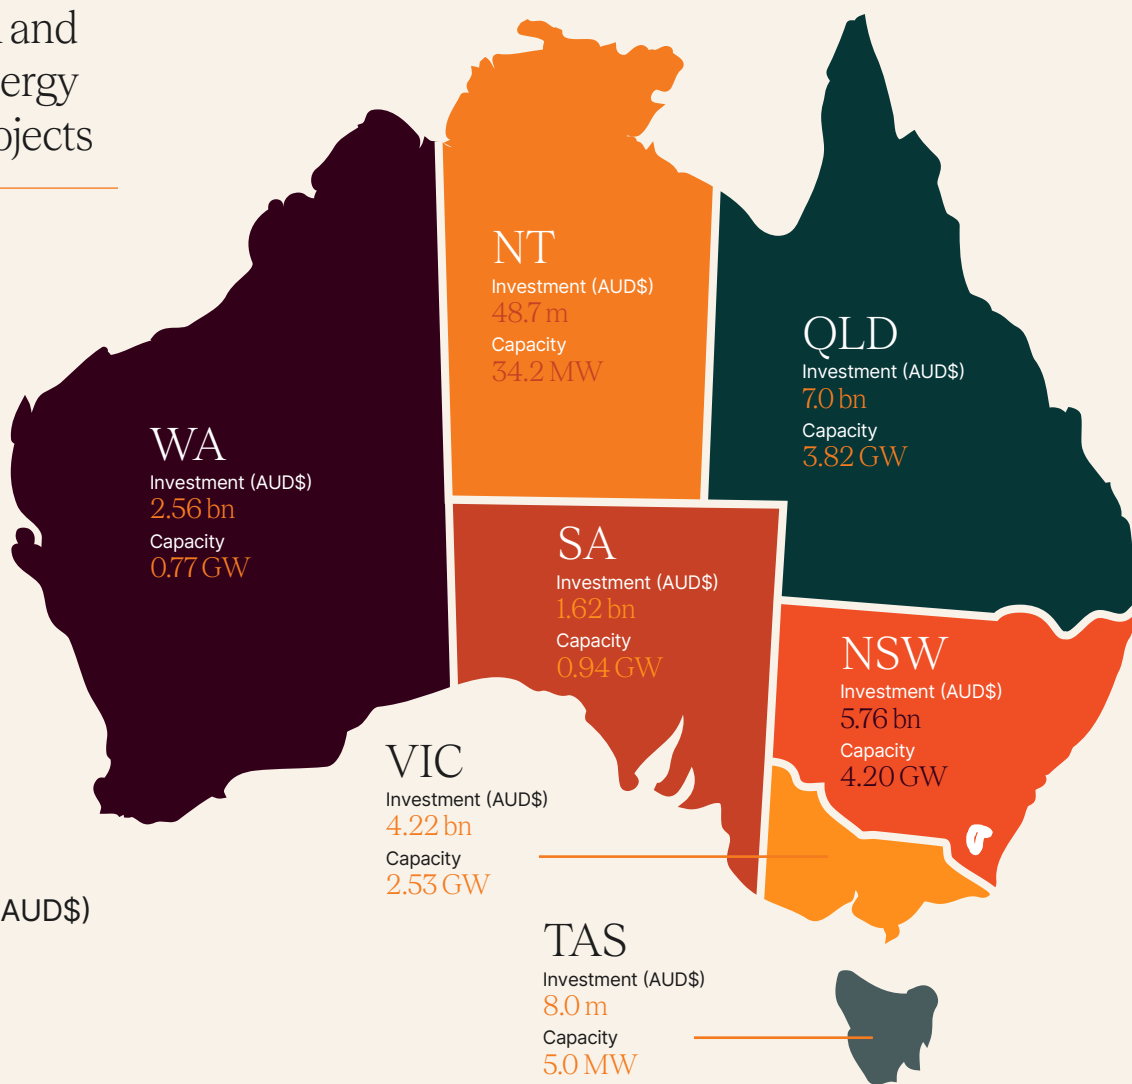 and
ergy
ojects
NT
Investment (AUD$)
48.7 m
Capacity
34.2 MW
QLD
Investment (AUD$)
7.0 bn
Capacity
3.82 GW
WA
Investment (AUD$)
2.56 bn
Capacity
0.77 GW
SA
Investment (AUD$)
1.62 bn
Capacity
0.94 GW
NSW
Investment (AUD$)
5.76 bn
Capacity
4.20 GW
VIC
Investment (AUD$)
4.22 bn
Capacity
2.53 GW
AUD$)
TAS
Investment (AUD$)
8.0 m
Capacity
5.0 MW